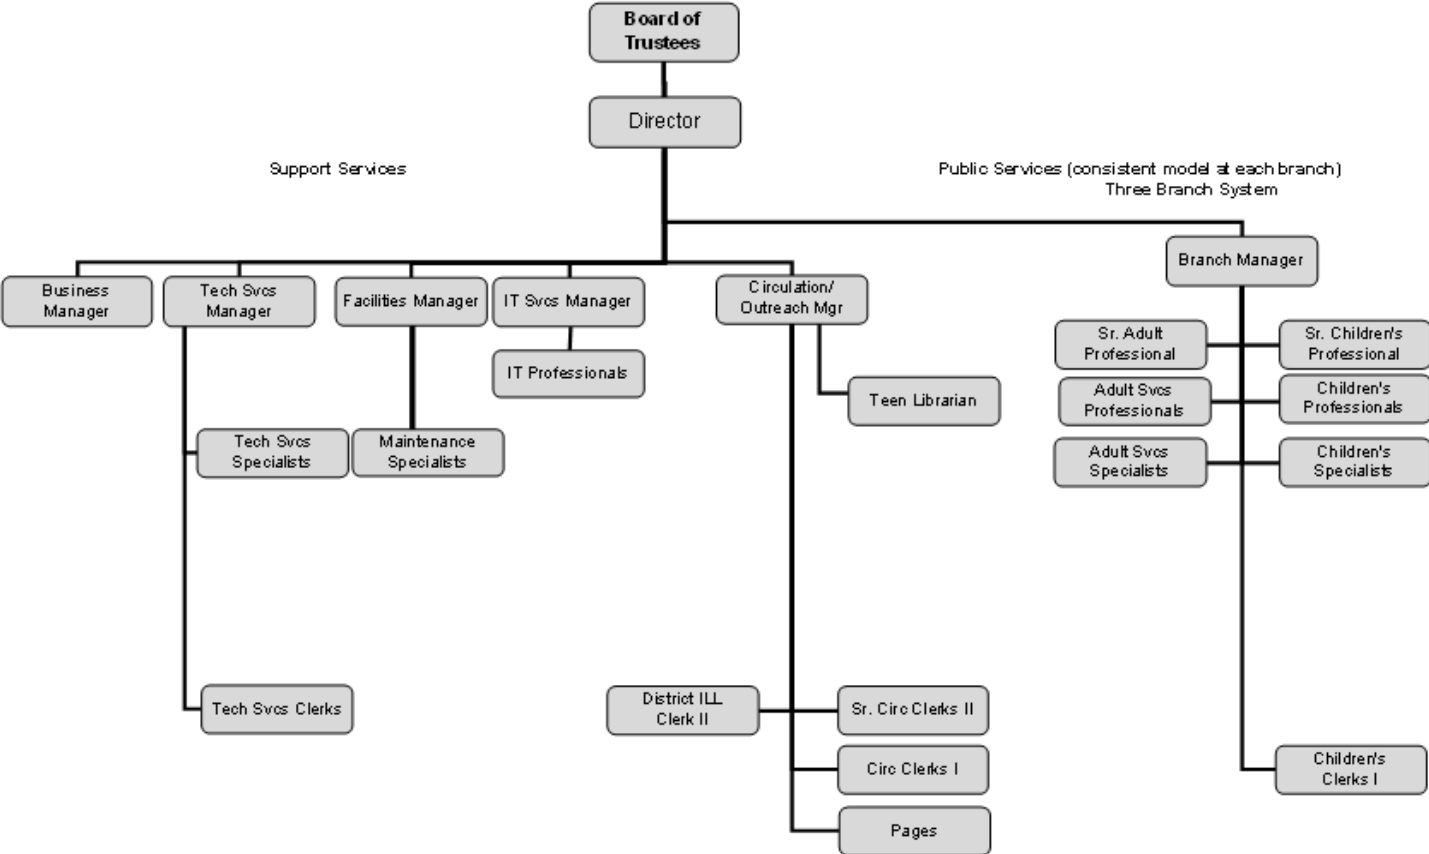 Board of
Trustees
Director
Support Services
Public Services (consistent model at each branch)
Three Branch System
Business
Manager
Tech Svcs
Manager
Facilities Manager
IT Svcs Manager
Circulation/
Outreach Mgr
Branch Manager
IT Professionals
Teen Librarian
Sr. Adult
Professional
Sr. Children's
Professional
Adult Svcs
Professionals
Children's
Professionals
Adult Svcs
Specialists
Children's
Specialists
Tech Svcs
Specialists
Maintenance
Specialists
Tech Svcs Clerks
District ILL
Clerk II
Sr. Circ Clerks II
Circ Clerks I
Children's
Clerks I
Pages